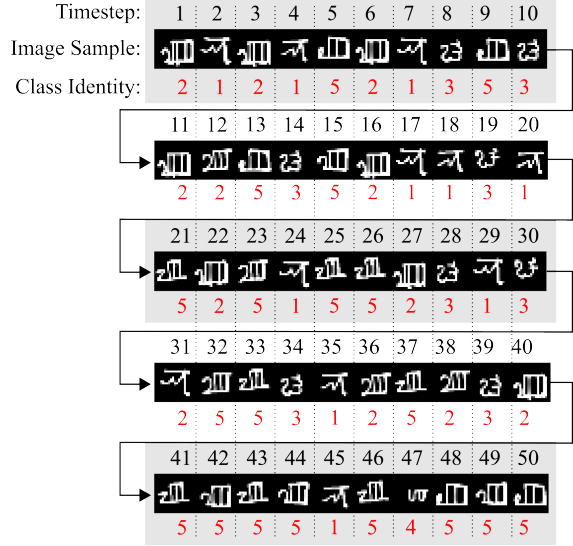 Timestep: 1 2 3 4 5 6 7 8 9 10
Image Sample:
Class Identity: 2 1 2 1 5 2 1 3 5 3
11 12 13 14 15 16 17 18 19 20
2 2 5 3 5 2 1 1 3 1
21 22 23 24 25 26 27 28 29 30
5 2 5 1 5 5 2 3 1 3
31 32 33 34 35 36 37 38 39 40
2 5 5 3 1 2 5 2 3 2
41 42 43 44 45 46 47 48 49 50
5 5 5 5 1 5 4 5 5 5